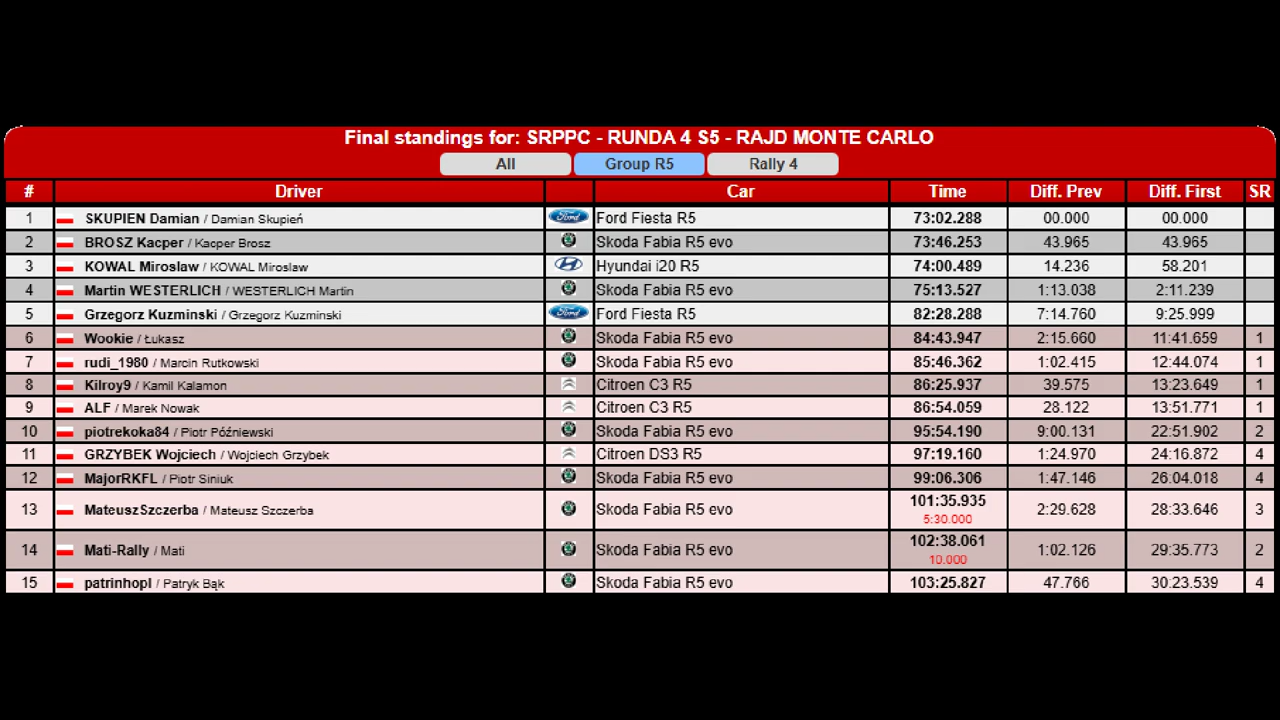 Final standings for: SRPPC - RUNDA 4 S5 - RAJD MONTE CARLO
All Group R5 Rally 4
# Driver Car Time Diff. Prev Diff. First SR
1 SKUPIEN Damian / Damian Skupień Ford Ford Fiesta R5 73:02.288 00.000 00.000
2 BROSZ Kacper / Kacper Brosz Skoda Fabia R5 evo 73:46.253 43.965 43.965
3 KOWAL Miroslaw / KOWAL Miroslaw Hyundai i20 R5 74:00.489 14.236 58.201
4 Martin WESTERLICH / WESTERLICH Martin Skoda Fabia R5 evo 75:13.527 1:13.038 2:11.239
5 Grzegorz Kuzminski / Grzegorz Kuzminski Ford Ford Fiesta R5 82:28.288 7:14.760 9:25.999
6 Wookie / Łukasz Skoda Fabia R5 evo 84:43.947 2:15.660 11:41.659 1
7 rudi_1980 / Marcin Rutkowski Skoda Fabia R5 evo 85:46.362 1:02.415 12:44.074 1
8 Kilroy9 / Kamil Kalamon Citroen C3 R5 86:25.937 39.575 13:23.649 1
9 ALF / Marek Nowak Citroen C3 R5 86:54.059 28.122 13:51.771 1
10 piotrekoka84 / Piotr Późniewski Skoda Fabia R5 evo 95:54.190 9:00.131 22:51.902 2
11 GRZYBEK Wojciech / Wojciech Grzybek Citroen DS3 R5 97:19.160 1:24.970 24:16.872 4
12 MajorRKFL / Piotr Siniuk Skoda Fabia R5 evo 99:06.306 1:47.146 26:04.018 4
13 MateuszSzczerba / Mateusz Szczerba Skoda Fabia R5 evo 101:35.935 2:29.628 28:33.646 3
5:30.000
14 Mati-Rally / Mati Skoda Fabia R5 evo 102:38.061 1:02.126 29:35.773 2
10.000
15 patrinhopl / Patryk Bąk Skoda Fabia R5 evo 103:25.827 47.766 30:23.539 4